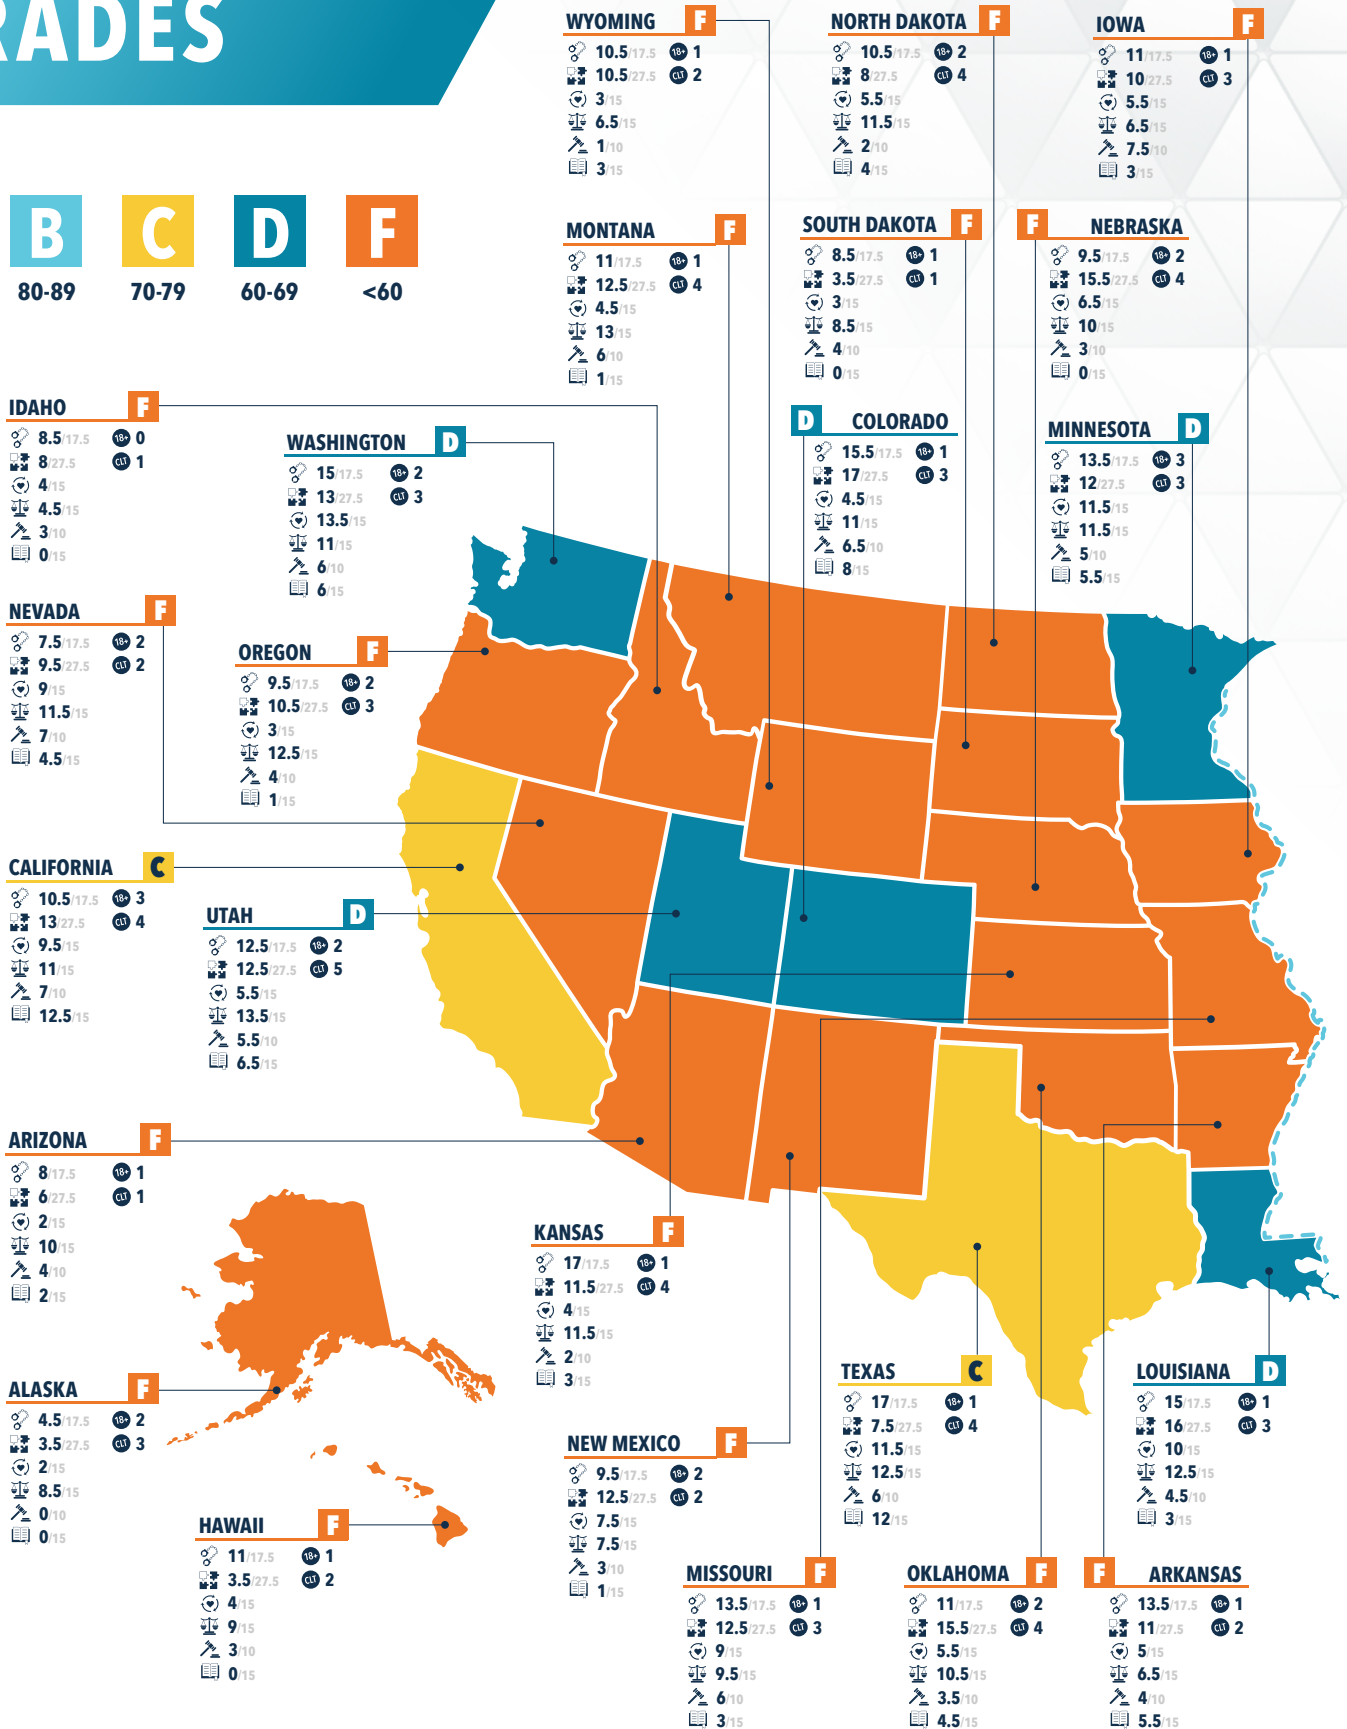 RADES
B
80-89
C
70-79
D
60-69
F
<60
WYOMING F
10.5/17.5 18+ 1
10.5/27.5 CLT 2
3/15
6.5/15
1/10
3/15
NORTH DAKOTA F
10.5/17.5 18+ 2
8/27.5 CLT 4
5.5/15
11.5/15
2/10
4/15
IOWA F
11/17.5 18+ 1
10/27.5 CLT 3
5.5/15
6.5/15
7.5/10
3/15
MONTANA F
11/17.5 18+ 1
12.5/27.5 CLT 4
4.5/15
13/15
6/10
1/15
SOUTH DAKOTA F
8.5/17.5 18+ 1
3.5/27.5 CLT 1
3/15
8.5/15
4/10
0/15
F NEBRASKA
9.5/17.5 18+ 2
15.5/27.5 CLT 4
6.5/15
10/15
3/10
0/15
IDAHO F
8.5/17.5 18+ 0
8/27.5 CLT 1
4/15
4.5/15
3/10
0/15
WASHINGTON D
15/17.5 18+ 2
13/27.5 CLT 3
13.5/15
11/15
6/10
6/15
D COLORADO
15.5/17.5 18+ 1
17/27.5 CLT 3
4.5/15
11/15
6.5/10
8/15
MINNESOTA D
13.5/17.5 18+ 3
12/27.5 CLT 3
11.5/15
11.5/15
5/10
5.5/15
NEVADA F
7.5/17.5 18+ 2
9.5/27.5 CLT 2
9/15
11.5/15
7/10
4.5/15
OREGON F
9.5/17.5 18+ 2
10.5/27.5 CLT 3
3/15
12.5/15
4/10
1/15
CALIFORNIA C
10.5/17.5 18+ 3
13/27.5 CLT 4
9.5/15
11/15
7/10
12.5/15
UTAH D
12.5/17.5 18+ 2
12.5/27.5 CLT 5
5.5/15
13.5/15
5.5/10
6.5/15
ARIZONA F
8/17.5 18+ 1
6/27.5 CLT 1
2/15
10/15
4/10
2/15
KANSAS F
17/17.5 18+ 1
11.5/27.5 CLT 4
4/15
11.5/15
2/10
3/15
ALASKA F
4.5/17.5 18+ 2
3.5/27.5 CLT 3
2/15
8.5/15
0/10
0/15
TEXAS C
17/17.5 18+ 1
7.5/27.5 CLT 4
11.5/15
12.5/15
6/10
12/15
LOUISIANA D
15/17.5 18+ 1
16/27.5 CLT 3
10/15
12.5/15
4.5/10
3/15
NEW MEXICO F
9.5/17.5 18+ 2
12.5/27.5 CLT 2
7.5/15
7.5/15
3/10
1/15
HAWAII F
11/17.5 18+ 1
3.5/27.5 CLT 2
4/15
9/15
3/10
0/15
MISSOURI F
13.5/17.5 18+ 1
12.5/27.5 CLT 3
9/15
9.5/15
6/10
3/15
OKLAHOMA F
11/17.5 18+ 2
15.5/27.5 CLT 4
5.5/15
10.5/15
3.5/10
4.5/15
F ARKANSAS
13.5/17.5 18+ 1
11/27.5 CLT 2
5/15
6.5/15
4/10
5.5/15